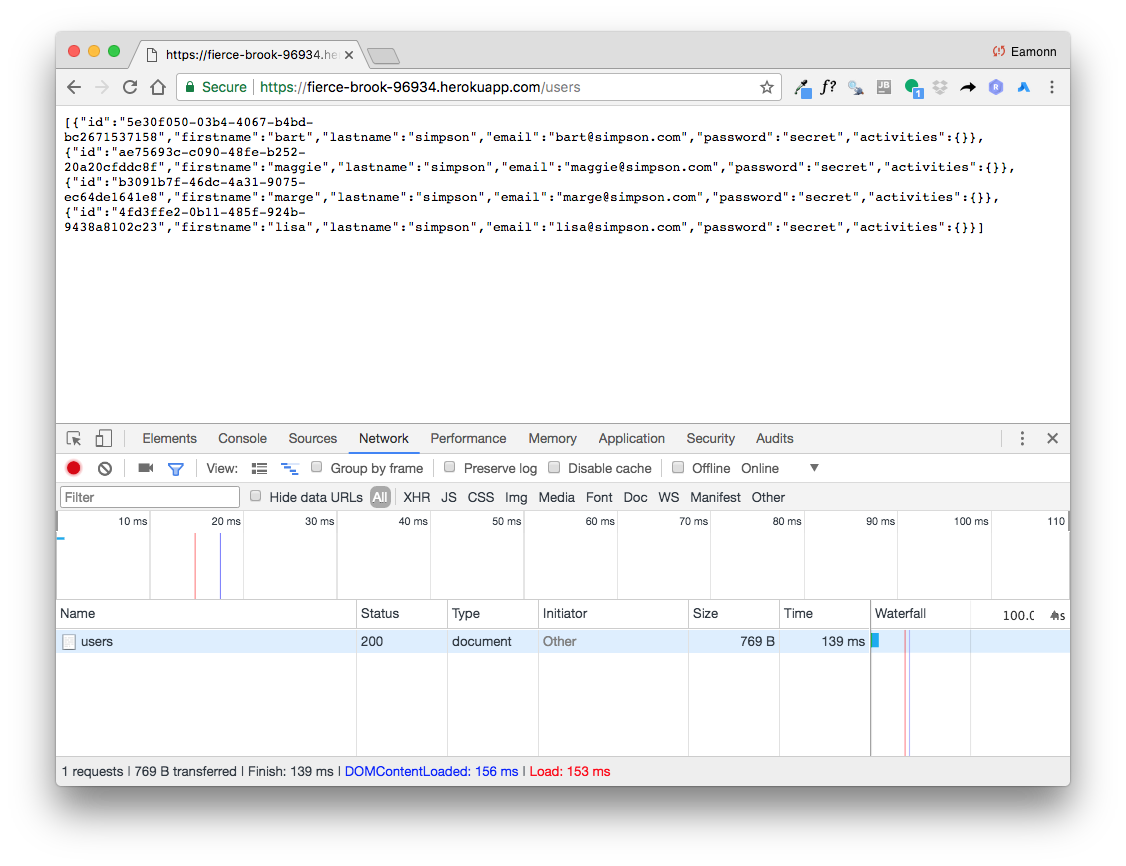 https://fierce-brook-96934.he
Eamonn
Secure https://fierce-brook-96934.herokuapp.com/users
f?
JB
1
R
[{"id":"5e30f050-03b4-4067-b4bd-
bc2671537158","firstname":"bart","lastname":"simpson","email":"bart@simpson.com","password":"secret","activities":{}},
{"id":"ae75693c-c090-48fe-b252-
20a20cfddc8f","firstname":"maggie","lastname":"simpson","email":"maggie@simpson.com","password":"secret","activities":{}},
{"id":"b3091b7f-46dc-4a31-9075-
ec64de1641e8","firstname":"marge","lastname":"simpson","email":"marge@simpson.com","password":"secret","activities":{}},
{"id":"4fd3ffe2-0b11-485f-924b-
9438a8102c23","firstname":"lisa","lastname":"simpson","email":"lisa@simpson.com","password":"secret","activities":{}}]
Elements Console Sources Network Performance Memory Application Security Audits
View: Group by frame Preserve log Disable cache Offline Online
Filter Hide data URLs All XHR JS CSS Img Media Font Doc WS Manifest Other
10 ms 20 ms 30 ms 40 ms 50 ms 60 ms 70 ms 80 ms 90 ms 100 ms 110
Name Status Type Initiator Size Time Waterfall 100.0 ms
users 200 document Other 769 B 139 ms
1 requests | 769 B transferred | Finish: 139 ms | DOMContentLoaded: 156 ms | Load: 153 ms